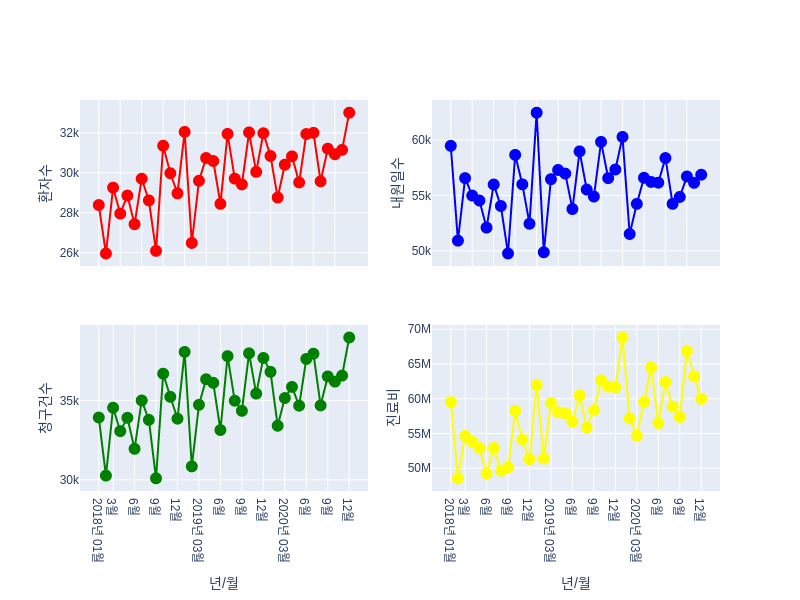 32k
30k
28k
26k
환자수
60k
55k
50k
내원일수
35k
30k
청구건수
2018년 01월
3월
6월
9월
12월
2019년 03월
6월
9월
12월
2020년 03월
6월
9월
12월
년/월
70M
65M
60M
55M
50M
진료비
2018년 01월
3월
6월
9월
12월
2019년 03월
6월
9월
12월
2020년 03월
6월
9월
12월
년/월